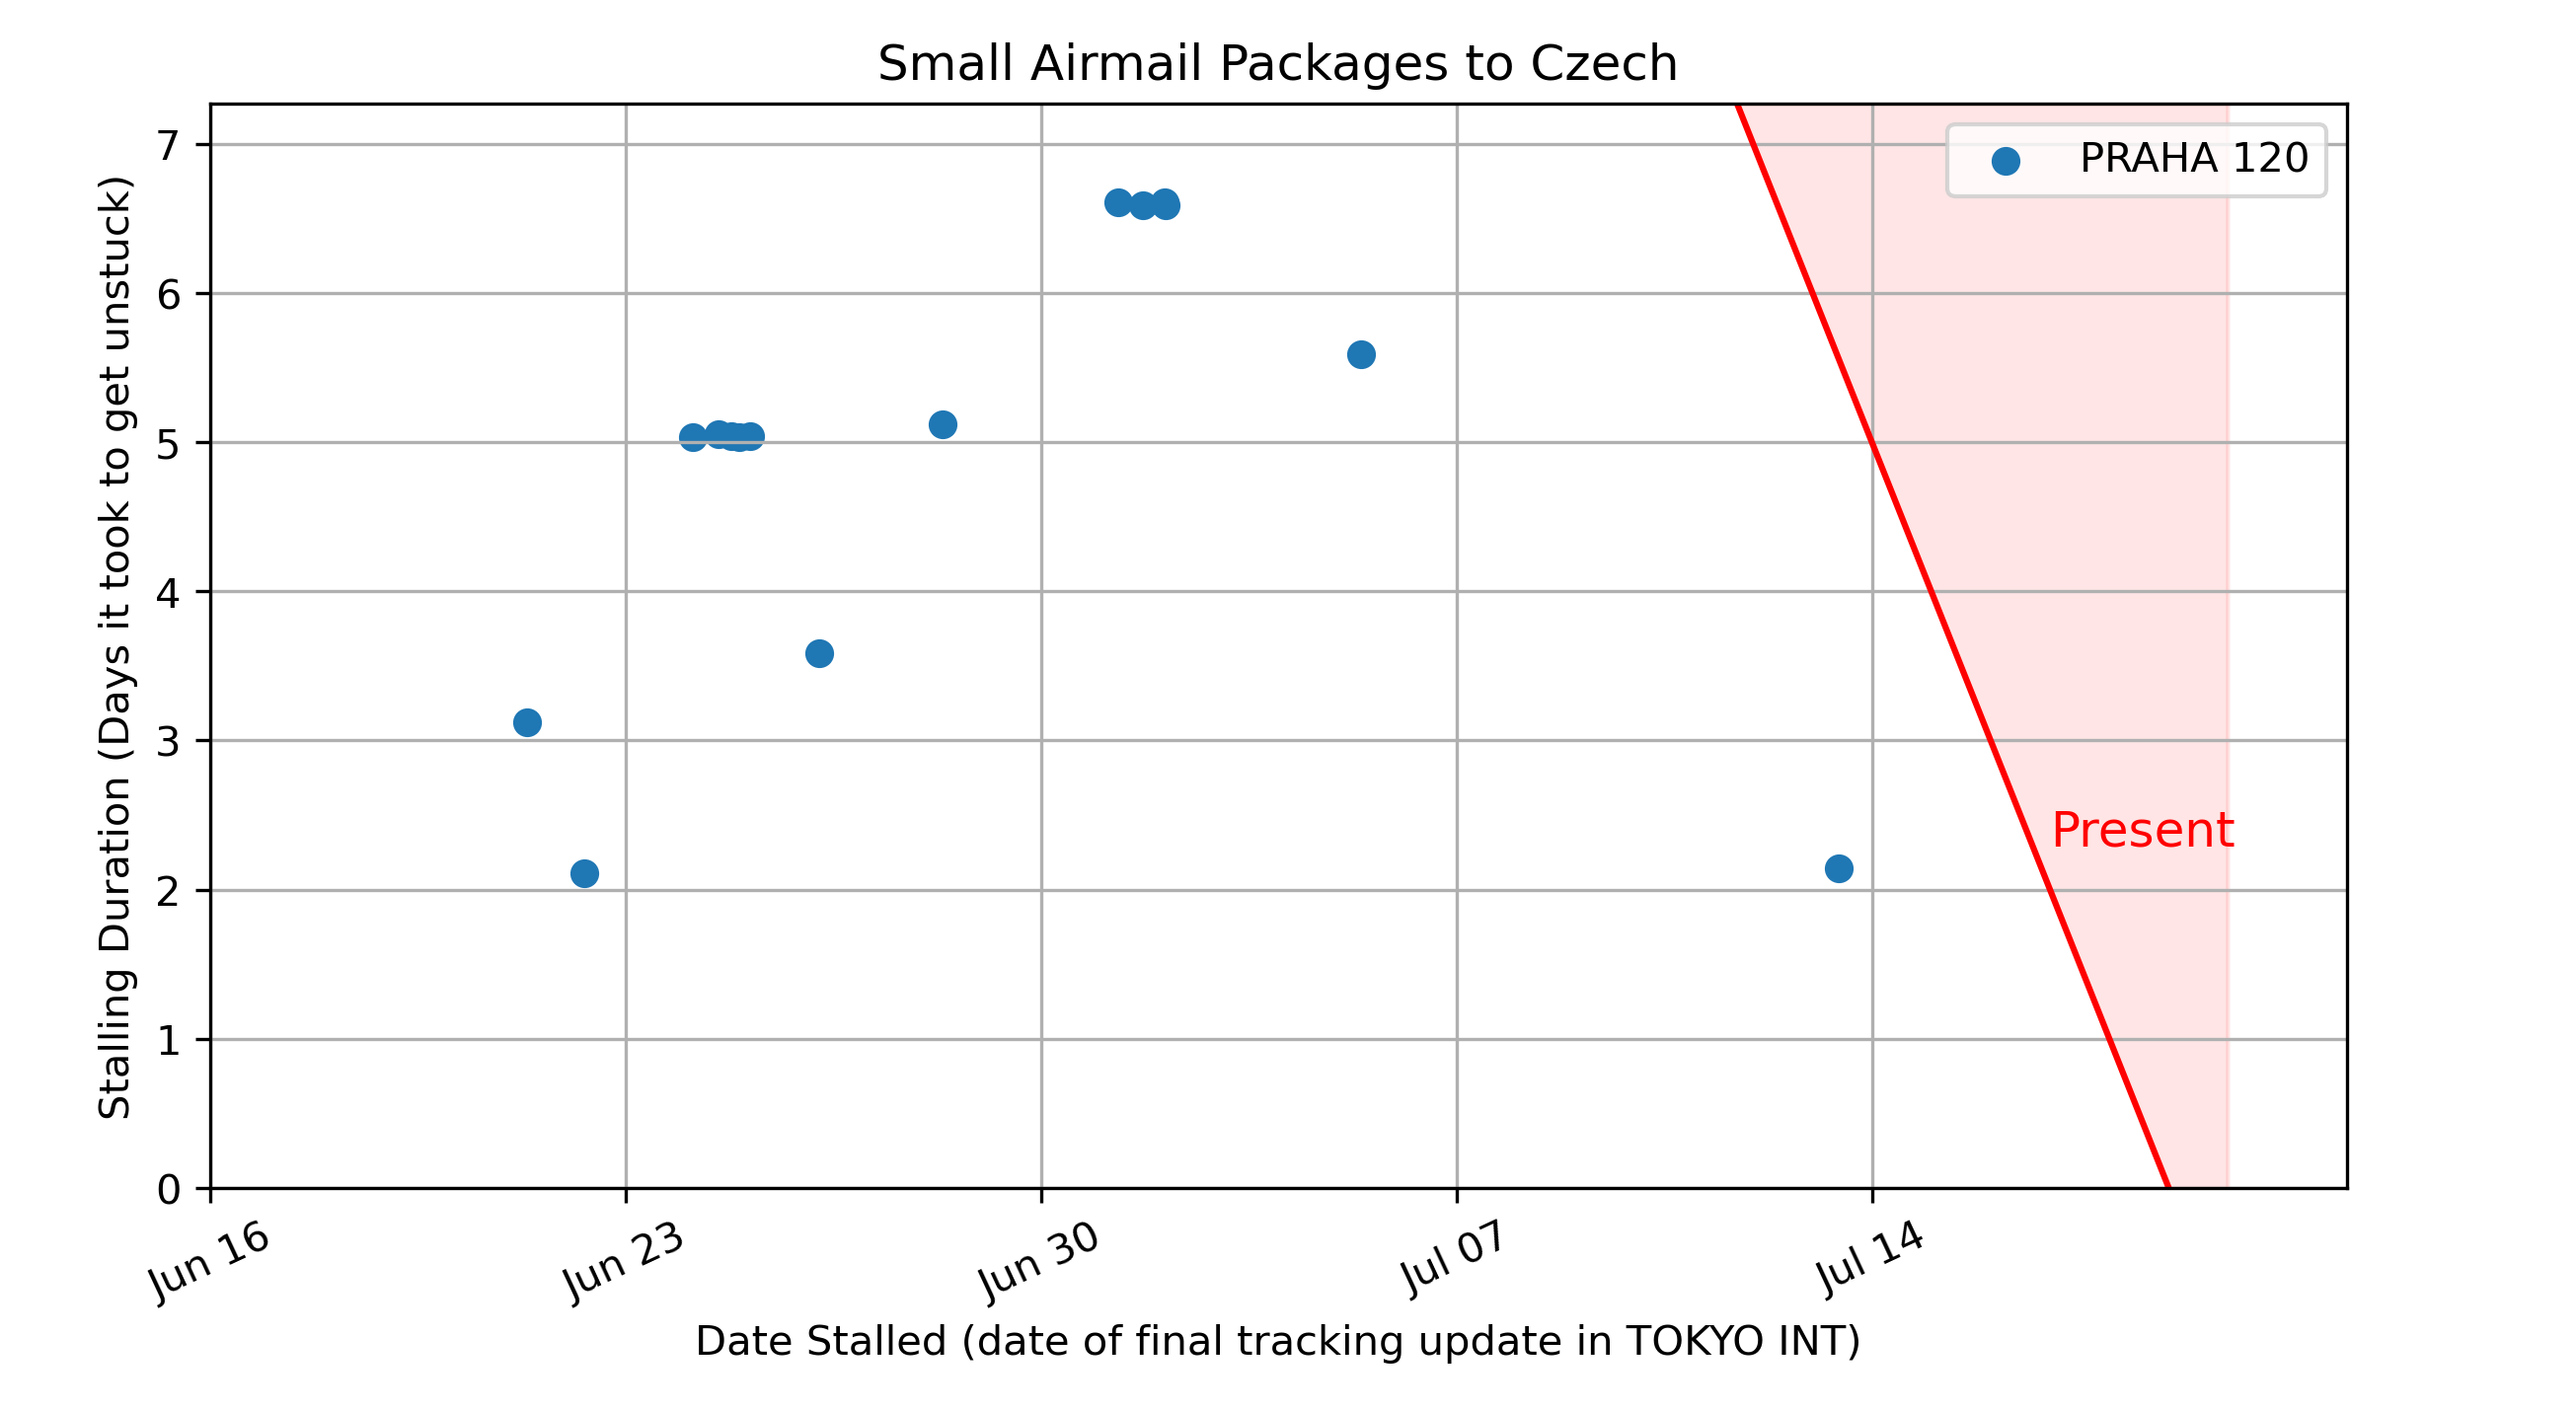 Small Airmail Packages to Czech
PRAHA 120
Stalling Duration (Days it took to get unstuck)
7
6
5
4
3
2
1
0
Present
Jun 16
Jun 23
Jun 30
Jul 07
Jul 14
Date Stalled (date of final tracking update in TOKYO INT)